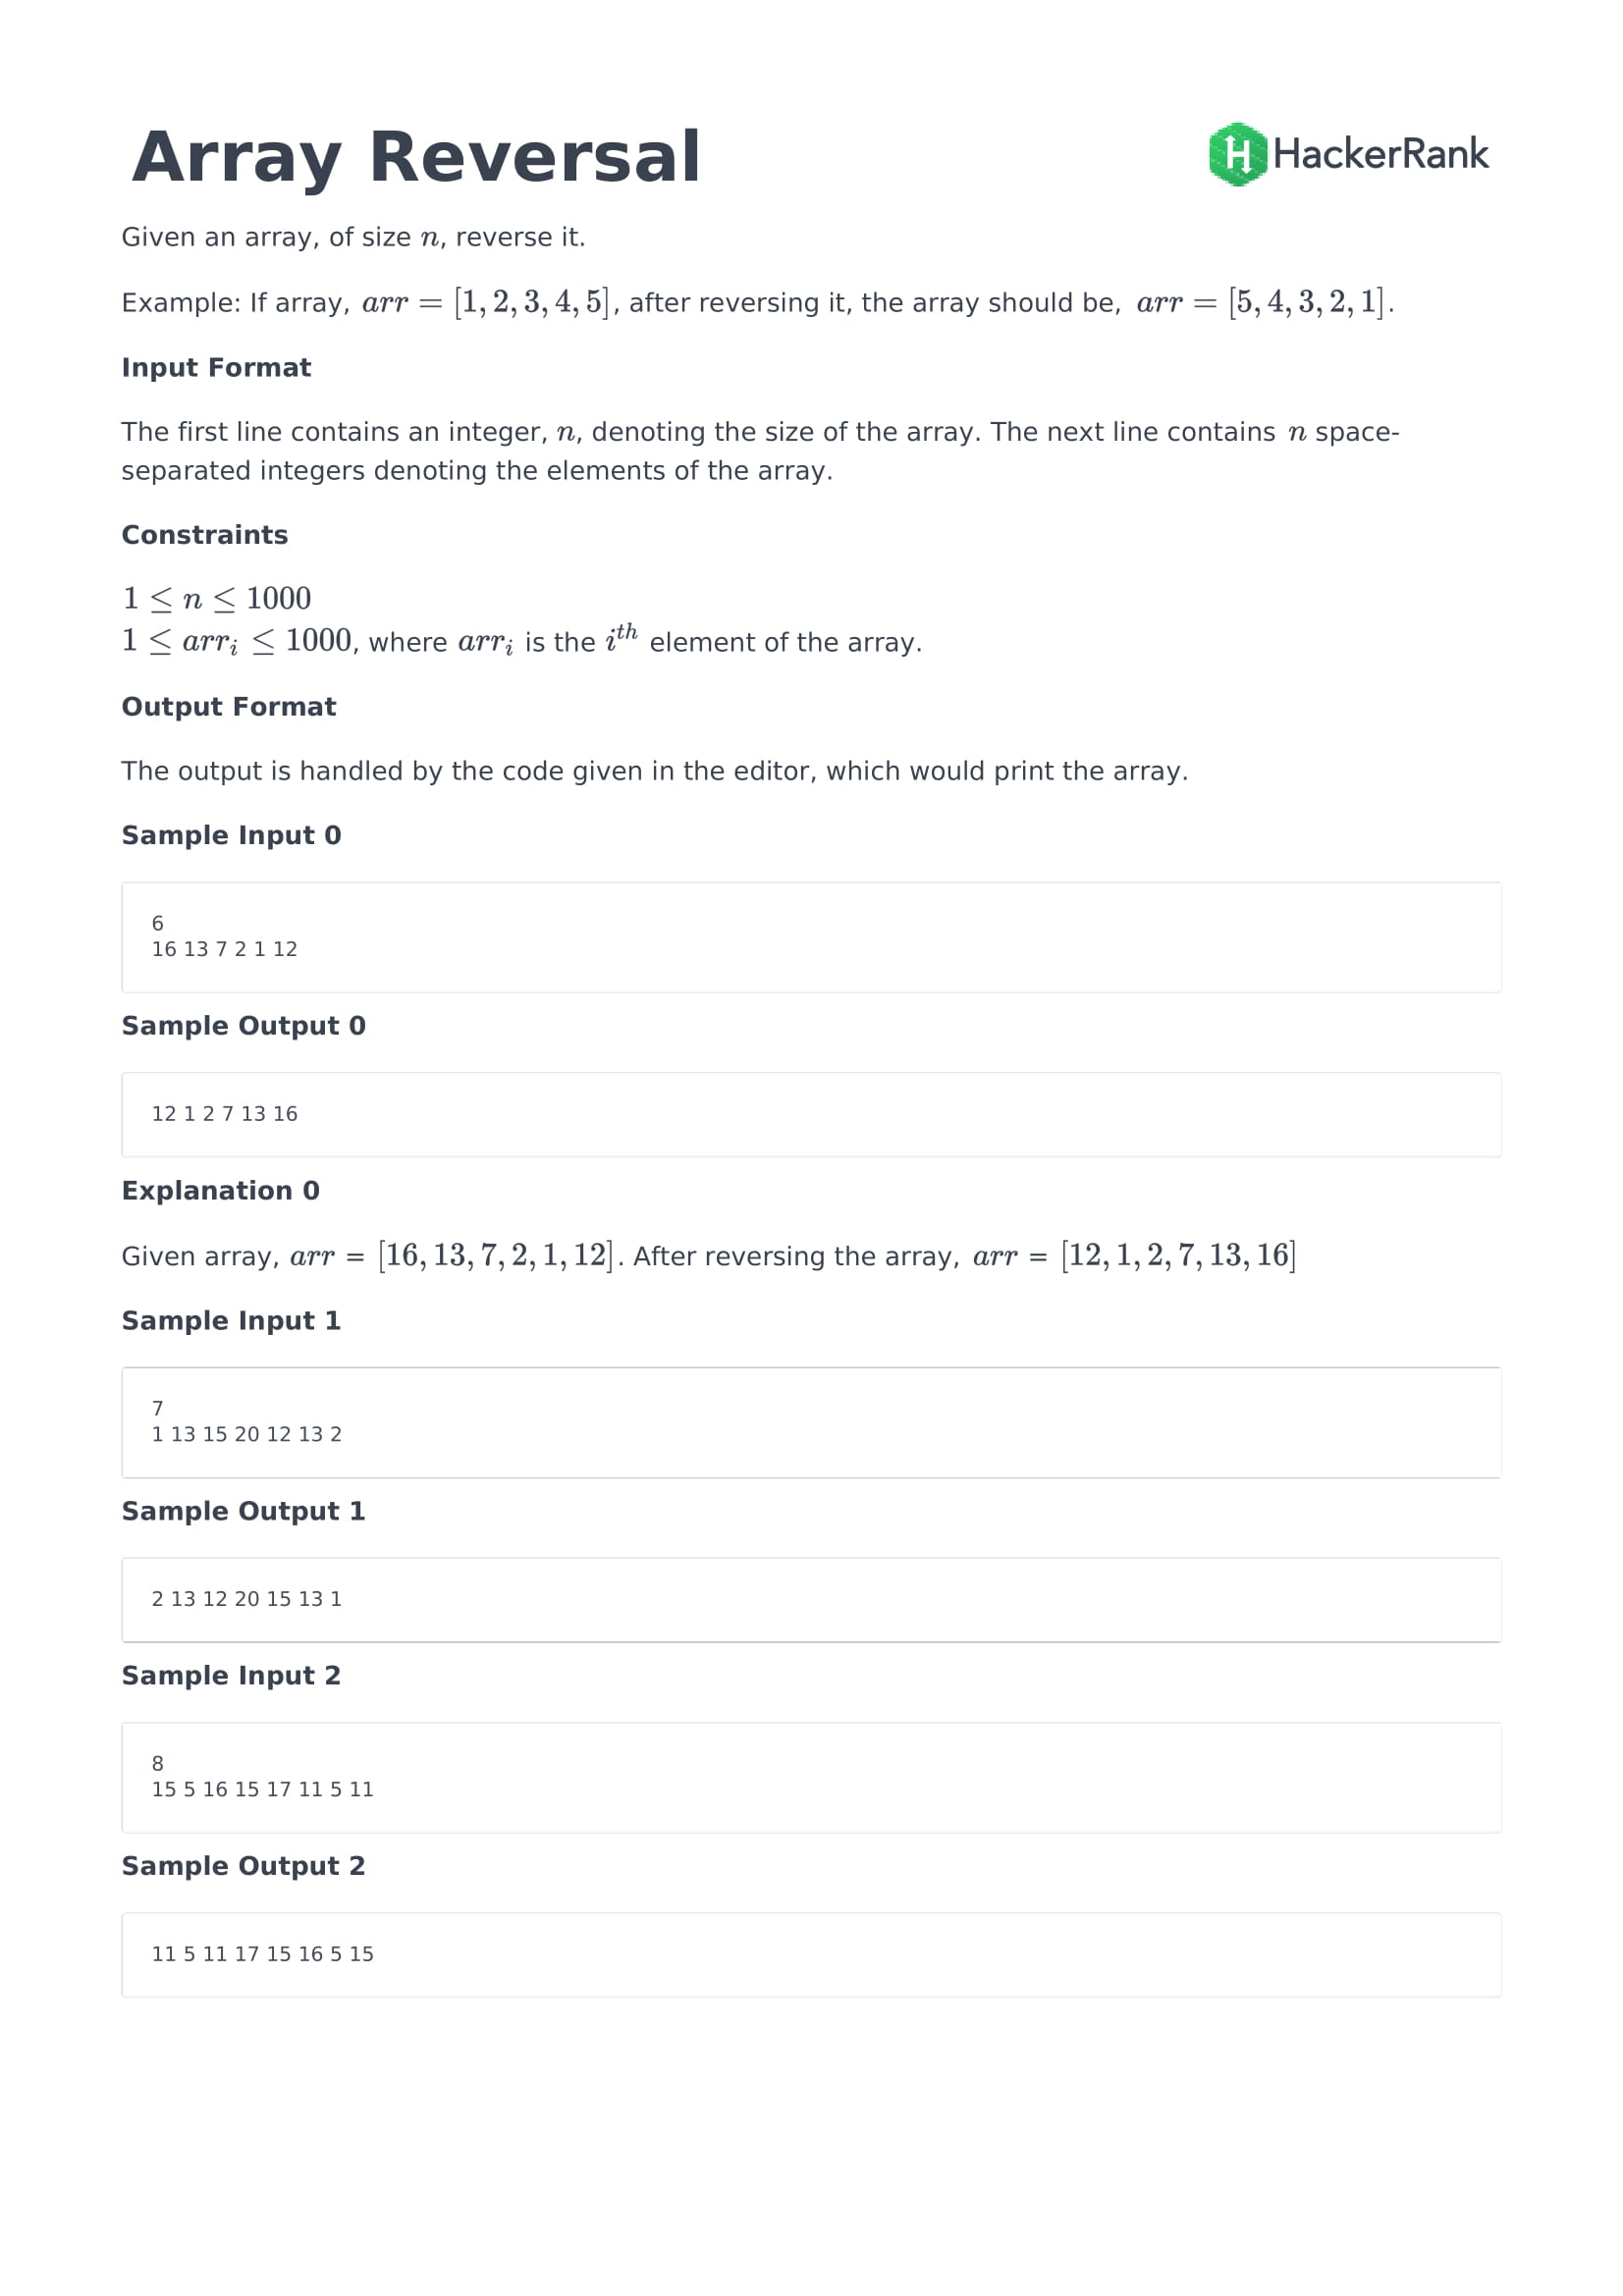 Array Reversal
HackerRank
Given an array, of size n, reverse it.
Example: If array, arr = [1, 2, 3, 4, 5], after reversing it, the array should be, arr = [5, 4, 3, 2, 1].
Input Format
The first line contains an integer, n, denoting the size of the array. The next line contains n space-
separated integers denoting the elements of the array.
Constraints
1 ≤ n ≤ 1000
1 ≤ arr_i ≤ 1000, where arr_i is the i^th element of the array.
Output Format
The output is handled by the code given in the editor, which would print the array.
Sample Input 0
6
16 13 7 2 1 12
Sample Output 0
12 1 2 7 13 16
Explanation 0
Given array, arr = [16, 13, 7, 2, 1, 12]. After reversing the array, arr = [12, 1, 2, 7, 13, 16]
Sample Input 1
7
1 13 15 20 12 13 2
Sample Output 1
2 13 12 20 15 13 1
Sample Input 2
8
15 5 16 15 17 11 5 11
Sample Output 2
11 5 11 17 15 16 5 15